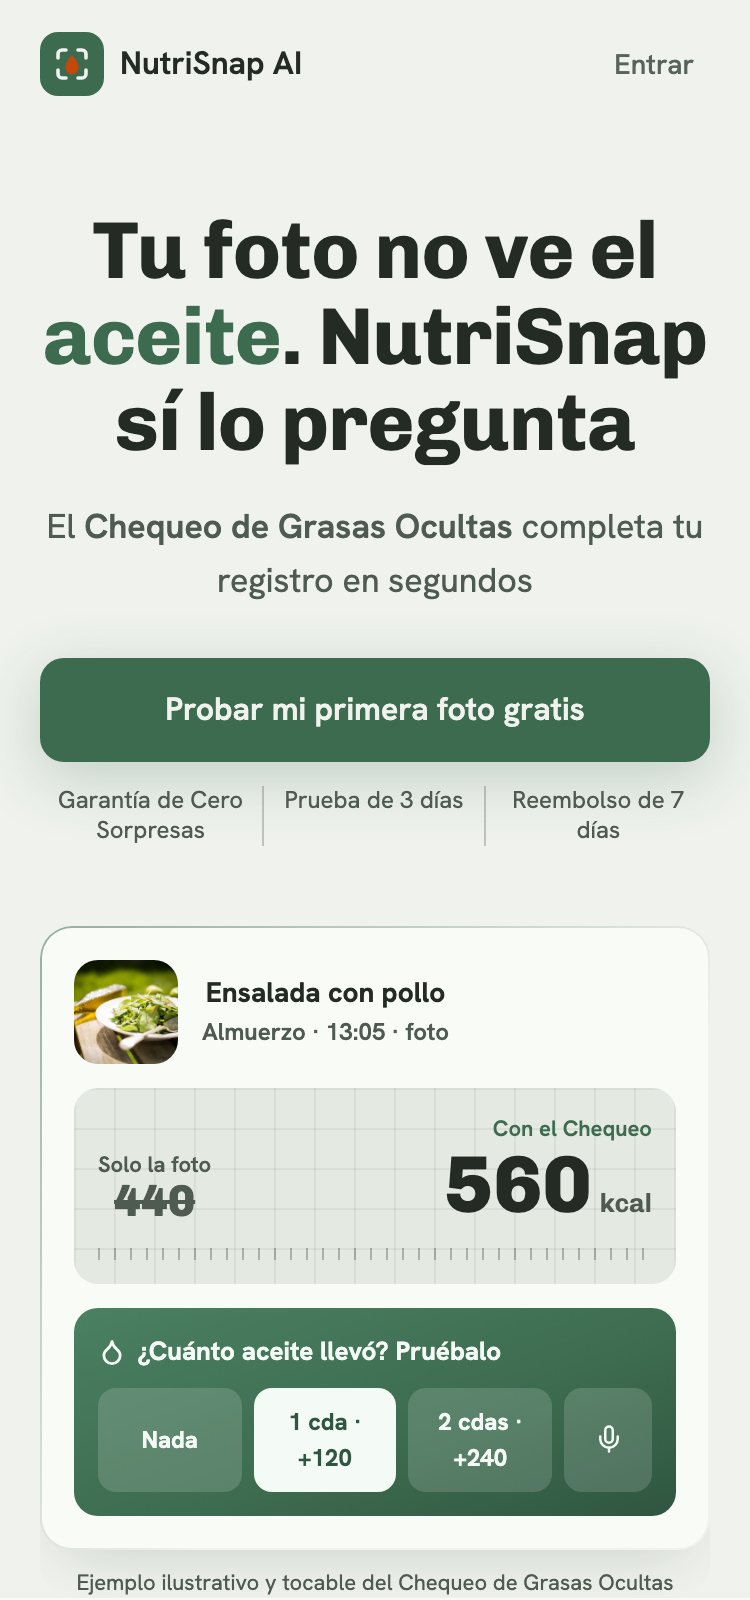 NutriSnap AI
Entrar
Tu foto no ve el
aceite. NutriSnap
sí lo pregunta
El Chequeo de Grasas Ocultas completa tu
registro en segundos
Probar mi primera foto gratis
Garantía de Cero
Sorpresas
Prueba de 3 días
Reembolso de 7
días
Ensalada con pollo
Almuerzo · 13:05 · foto
Con el Chequeo
Solo la foto
440
560 kcal
¿Cuánto aceite llevó? Pruébalo
Nada
1 cda ·
+120
2 cdas ·
+240
Ejemplo ilustrativo y tocable del Chequeo de Grasas Ocultas